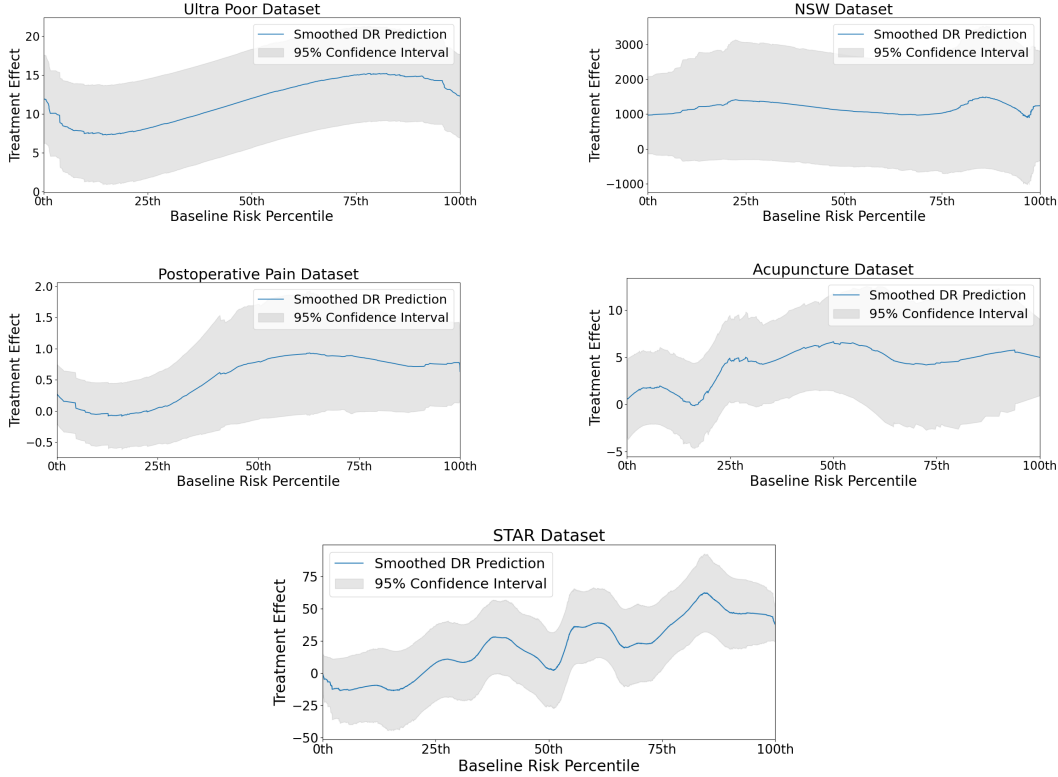 Ultra Poor Dataset
Treatment Effect
20
15
10
5
0
Smoothed DR Prediction
95% Confidence Interval
0th 25th 50th 75th 100th
Baseline Risk Percentile
NSW Dataset
Treatment Effect
3000
2000
1000
0
−1000
Smoothed DR Prediction
95% Confidence Interval
0th 25th 50th 75th 100th
Baseline Risk Percentile
Postoperative Pain Dataset
Treatment Effect
2.0
1.5
1.0
0.5
0.0
−0.5
Smoothed DR Prediction
95% Confidence Interval
0th 25th 50th 75th 100th
Baseline Risk Percentile
Acupuncture Dataset
Treatment Effect
10
5
0
−5
Smoothed DR Prediction
95% Confidence Interval
0th 25th 50th 75th 100th
Baseline Risk Percentile
STAR Dataset
Treatment Effect
75
50
25
0
−25
−50
Smoothed DR Prediction
95% Confidence Interval
0th 25th 50th 75th 100th
Baseline Risk Percentile